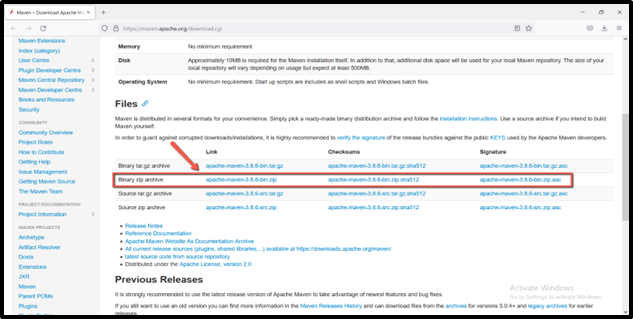 Maven – Download Apache M
https://maven.apache.org/download.cgi
Maven Extensions
Index (category)
User Centre
Plugin Developer Centre
Maven Central Repository
Maven Developer Centre
Books and Resources
Security
COMMUNITY
Community Overview
Project Roles
How to Contribute
Getting Help
Issue Management
Getting Maven Source
The Maven Team
PROJECT DOCUMENTATION
Project Information
MAVEN PROJECTS
Archetype
Artifact Resolver
Doxia
Extensions
JXR
Maven
Parent POMs
Plugins
Memory No minimum requirement
Disk Approximately 10MB is required for the Maven installation itself. In addition to that, additional disk space will be used for your local Maven repository. The size of your
local repository will vary depending on usage but expect at least 500MB.
Operating System No minimum requirement. Start up scripts are included as shell scripts and Windows batch files.
Files
Maven is distributed in several formats for your convenience. Simply pick a ready-made binary distribution archive and follow the installation instructions. Use a source archive if you intend to build
Maven yourself.
In order to guard against corrupted downloads/installations, it is highly recommended to verify the signature of the release bundles against the public KEYS used by the Apache Maven developers.
Link Checksums Signature
Binary tar.gz archive apache-maven-3.8.6-bin.tar.gz apache-maven-3.8.6-bin.tar.gz.sha512 apache-maven-3.8.6-bin.tar.gz.asc
Binary zip archive apache-maven-3.8.6-bin.zip apache-maven-3.8.6-bin.zip.sha512 apache-maven-3.8.6-bin.zip.asc
Source tar.gz archive apache-maven-3.8.6-src.tar.gz apache-maven-3.8.6-src.tar.gz.sha512 apache-maven-3.8.6-src.tar.gz.asc
Source zip archive apache-maven-3.8.6-src.zip apache-maven-3.8.6-src.zip.sha512 apache-maven-3.8.6-src.zip.asc
Release Notes
Reference Documentation
Apache Maven Website As Documentation Archive
All current release sources (plugins, shared libraries,...) available at https://downloads.apache.org/maven/
latest source code from source repository
Distributed under the Apache License, version 2.0
Previous Releases
It is strongly recommended to use the latest release version of Apache Maven to take advantage of newest features and bug fixes.
If you still want to use an old version you can find more information in the Maven Releases History and can download files from the archives for versions 3.0.4+ and legacy archives for earlier
releases.
Activate Windows
Go to Settings to activate Windows.